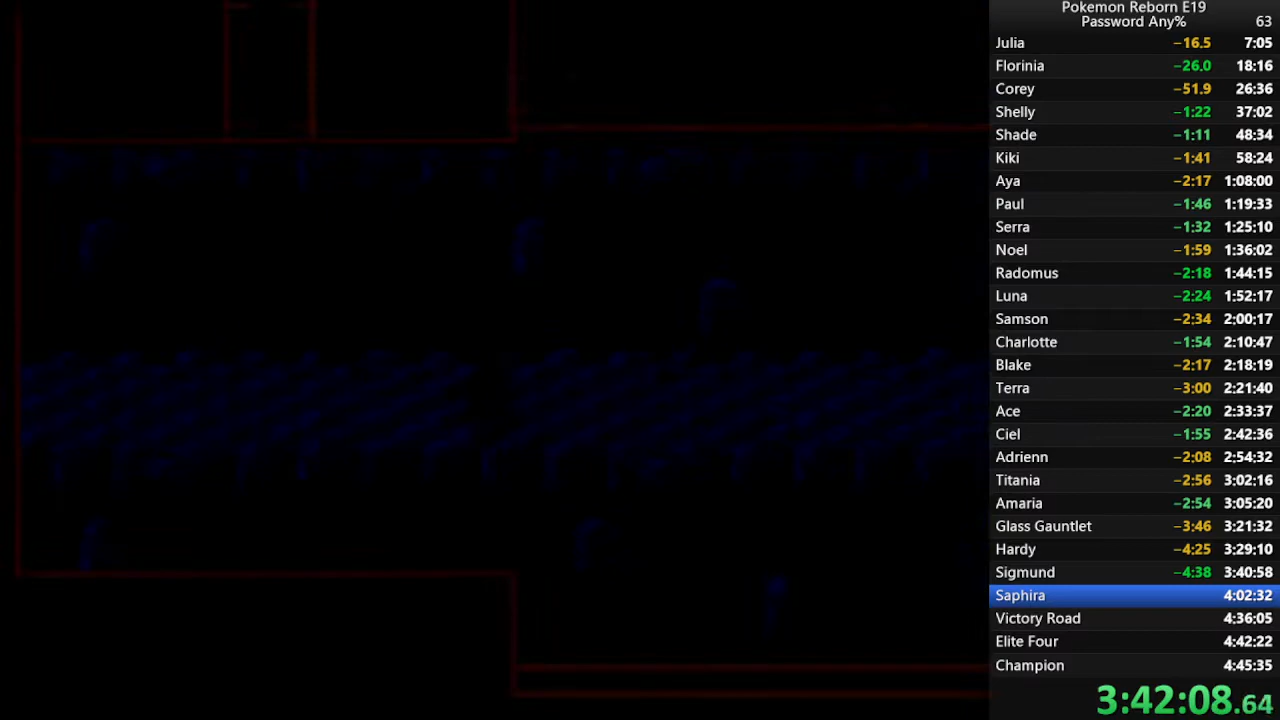 Pokemon Reborn E19
Password Any% 63
Julia −16.5 7:05
Florinia −26.0 18:16
Corey −51.9 26:36
Shelly −1:22 37:02
Shade −1:11 48:34
Kiki −1:41 58:24
Aya −2:17 1:08:00
Paul −1:46 1:19:33
Serra −1:32 1:25:10
Noel −1:59 1:36:02
Radomus −2:18 1:44:15
Luna −2:24 1:52:17
Samson −2:34 2:00:17
Charlotte −1:54 2:10:47
Blake −2:17 2:18:19
Terra −3:00 2:21:40
Ace −2:20 2:33:37
Ciel −1:55 2:42:36
Adrienn −2:08 2:54:32
Titania −2:56 3:02:16
Amaria −2:54 3:05:20
Glass Gauntlet −3:46 3:21:32
Hardy −4:25 3:29:10
Sigmund −4:38 3:40:58
Saphira 4:02:32
Victory Road 4:36:05
Elite Four 4:42:22
Champion 4:45:35
3:42:08.64